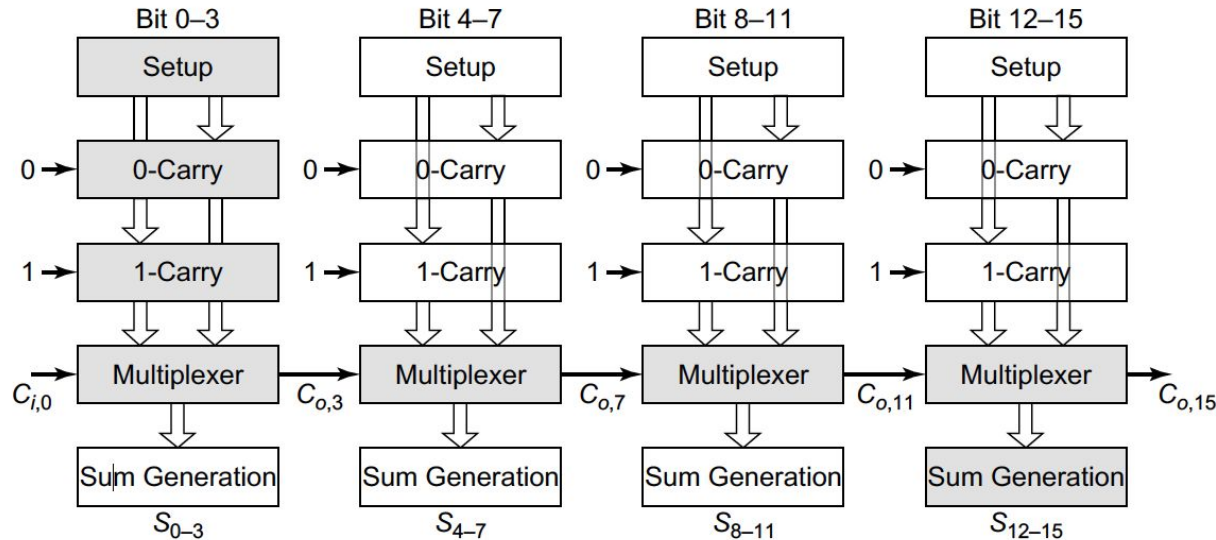 Bit 0–3 Bit 4–7 Bit 8–11 Bit 12–15
Setup Setup Setup Setup
0 0-Carry 0 0-Carry 0 0-Carry 0 0-Carry
1 1-Carry 1 1-Carry 1 1-Carry 1 1-Carry
Multiplexer Multiplexer Multiplexer Multiplexer
Ci,0 Co,3 Co,7 Co,11 Co,15
Sum Generation Sum Generation Sum Generation Sum Generation
S0–3 S4–7 S8–11 S12–15